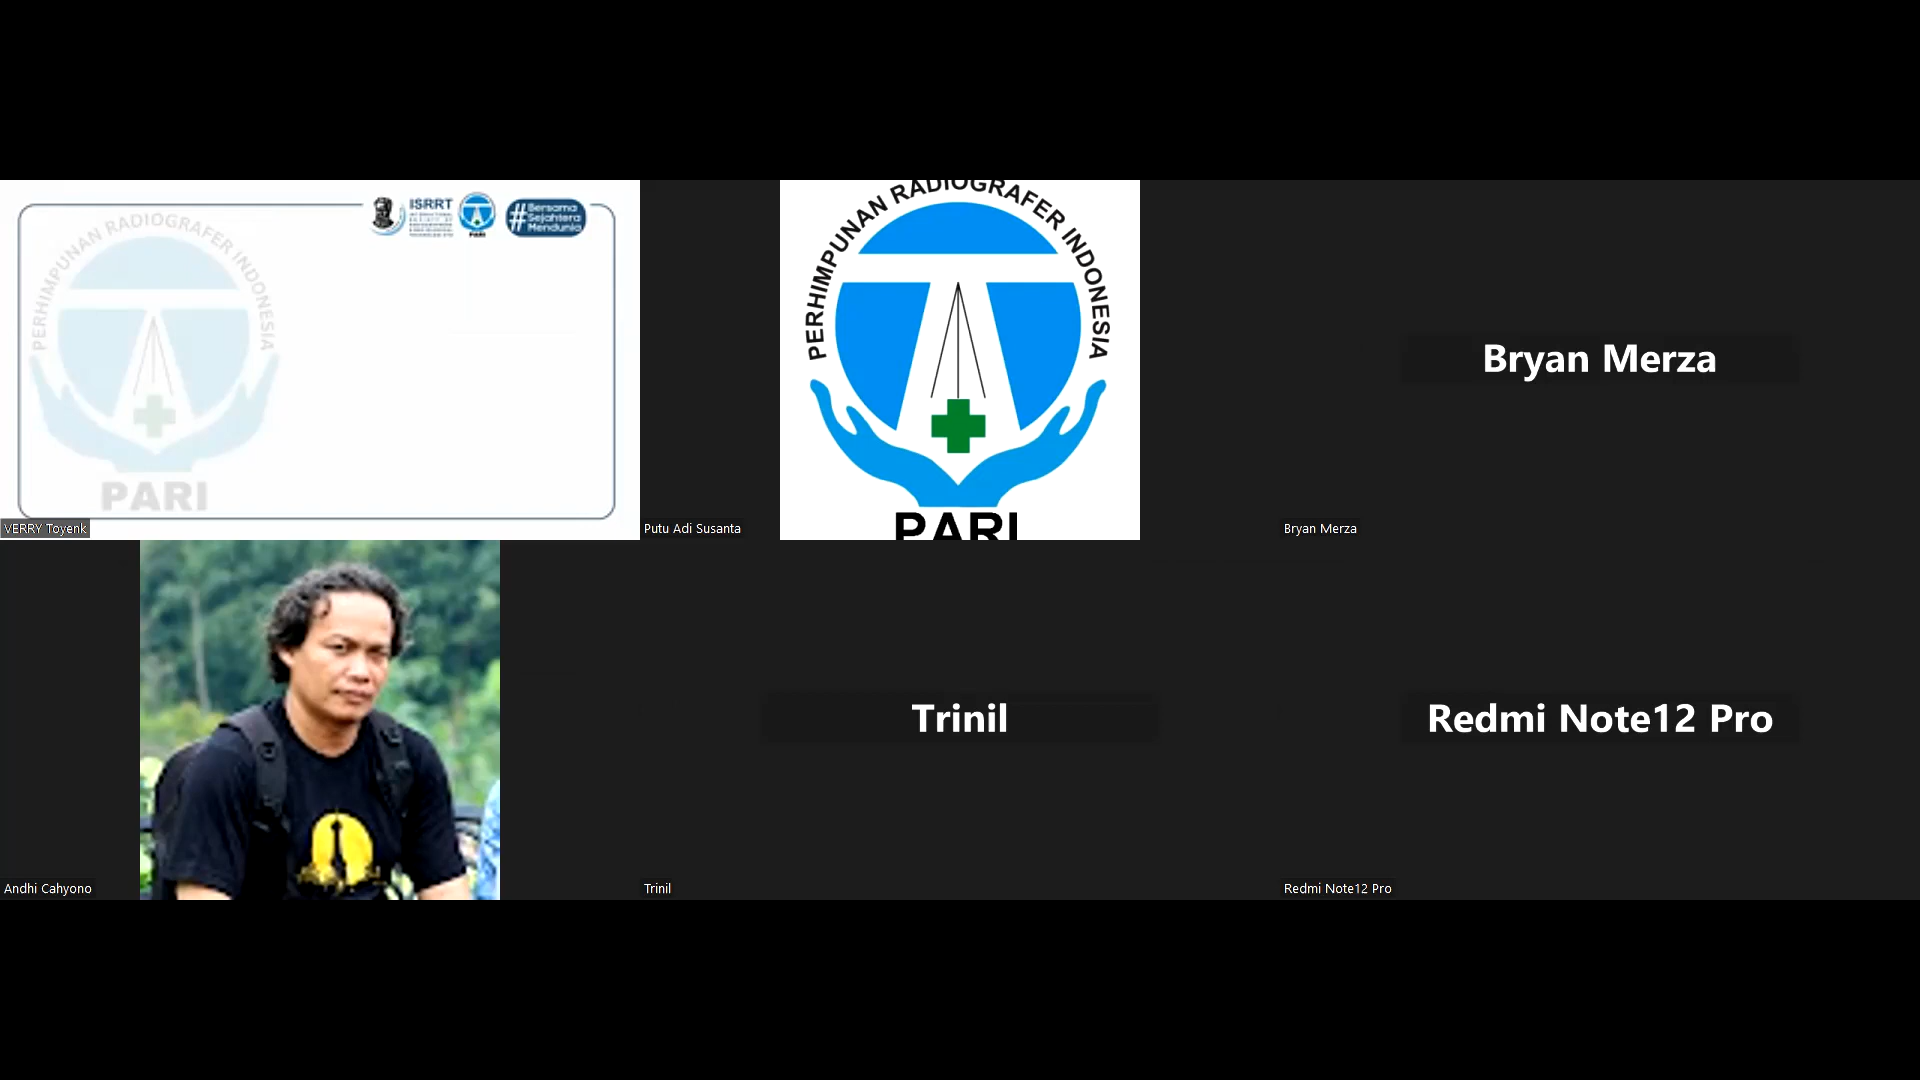 PERHIMPUNAN RADIOGRAFER INDONESIA
PARI
ISRRT
PARI
#Bersama
Sejahtera
Mendunia
VERRY Toyenk
PERHIMPUNAN RADIOGRAFER INDONESIA
PARI
Putu Adi Susanta
Bryan Merza
Bryan Merza
Andhi Cahyono
Trinil
Trinil
Redmi Note12 Pro
Redmi Note12 Pro